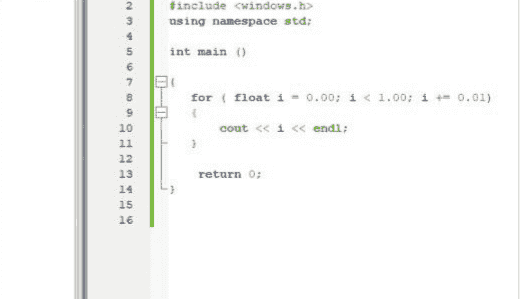 2 #include <windows.h>
3 using namespace std;
4
5 int main ()
6
7 {
8 for ( float i = 0.00; i < 1.00; i += 0.01)
9 {
10 cout << i << endl;
11 }
12
13 return 0;
14 }
15
16